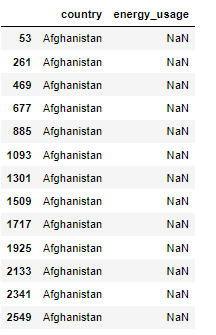 country energy_usage
53 Afghanistan NaN
261 Afghanistan NaN
469 Afghanistan NaN
677 Afghanistan NaN
885 Afghanistan NaN
1093 Afghanistan NaN
1301 Afghanistan NaN
1509 Afghanistan NaN
1717 Afghanistan NaN
1925 Afghanistan NaN
2133 Afghanistan NaN
2341 Afghanistan NaN
2549 Afghanistan NaN